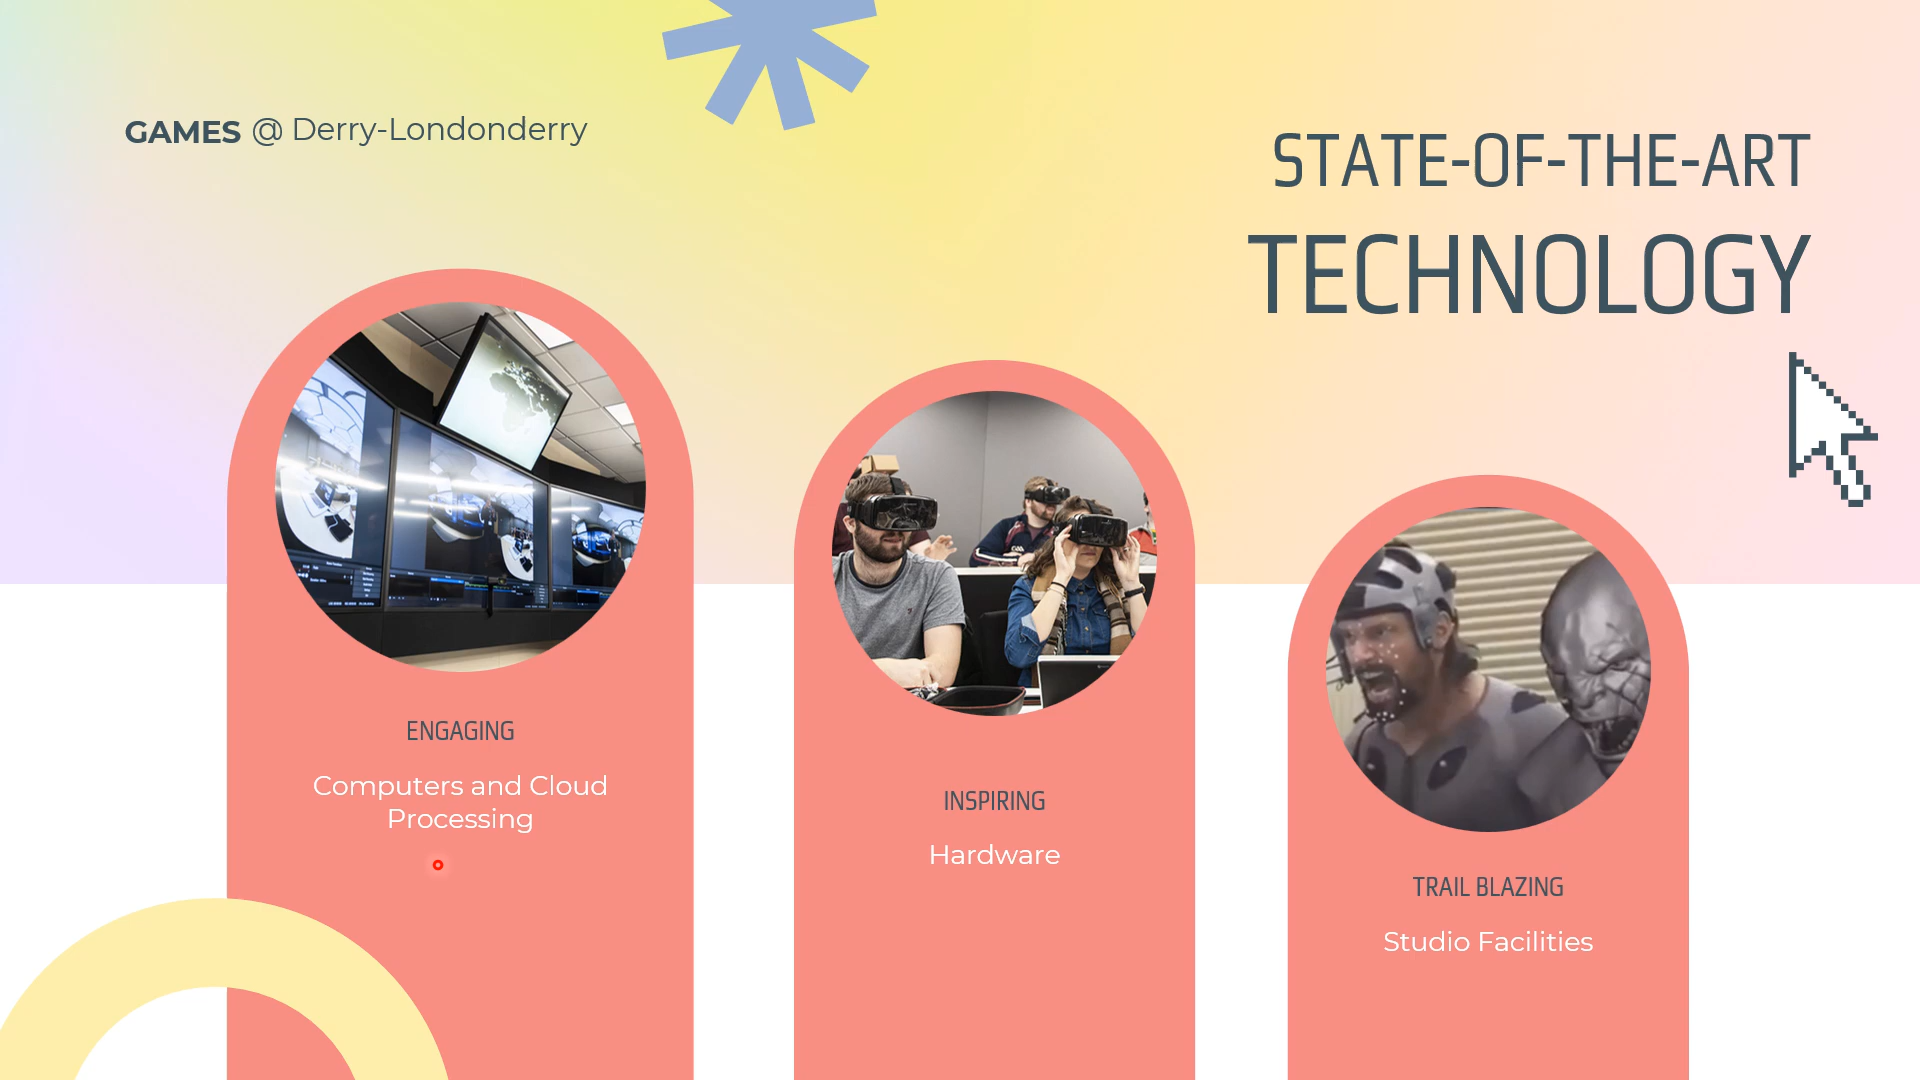 GAMES @ Derry-Londonderry
STATE-OF-THE-ART
TECHNOLOGY
ENGAGING
Computers and Cloud
Processing
INSPIRING
Hardware
TRAIL BLAZING
Studio Facilities